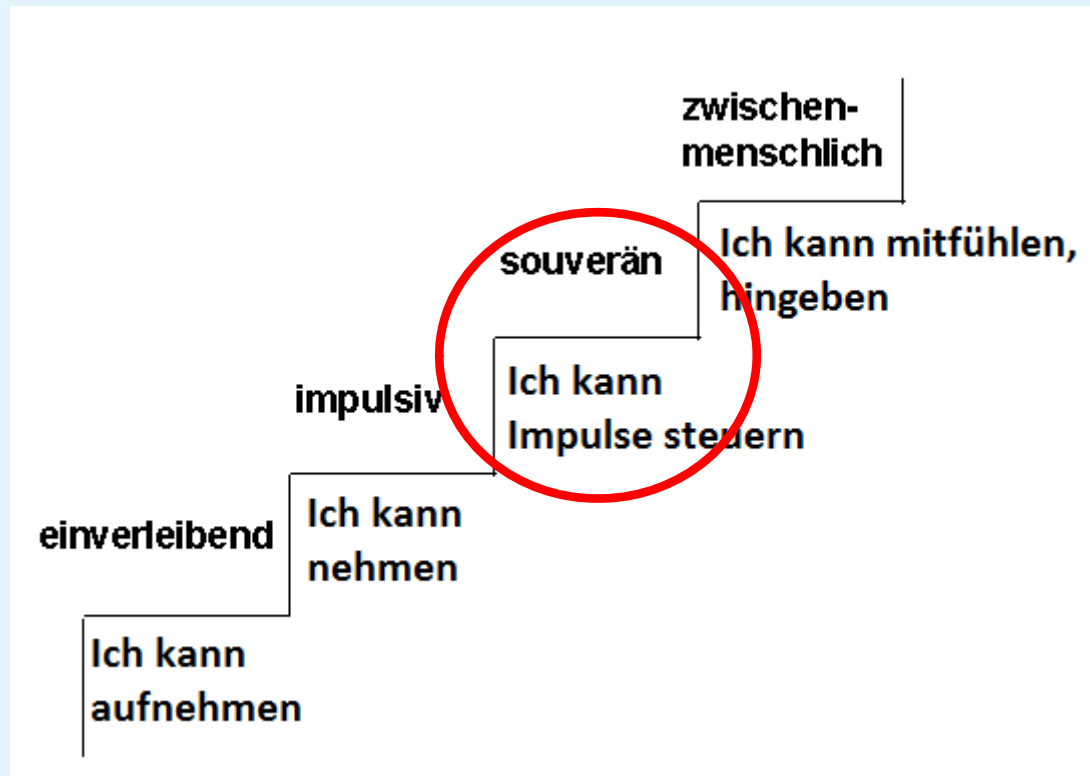 zwischen-
menschlich
Ich kann mitfühlen,
hingeben
souverän
Ich kann
Impulse steuern
impulsiv
Ich kann
nehmen
einverleibend
Ich kann
aufnehmen